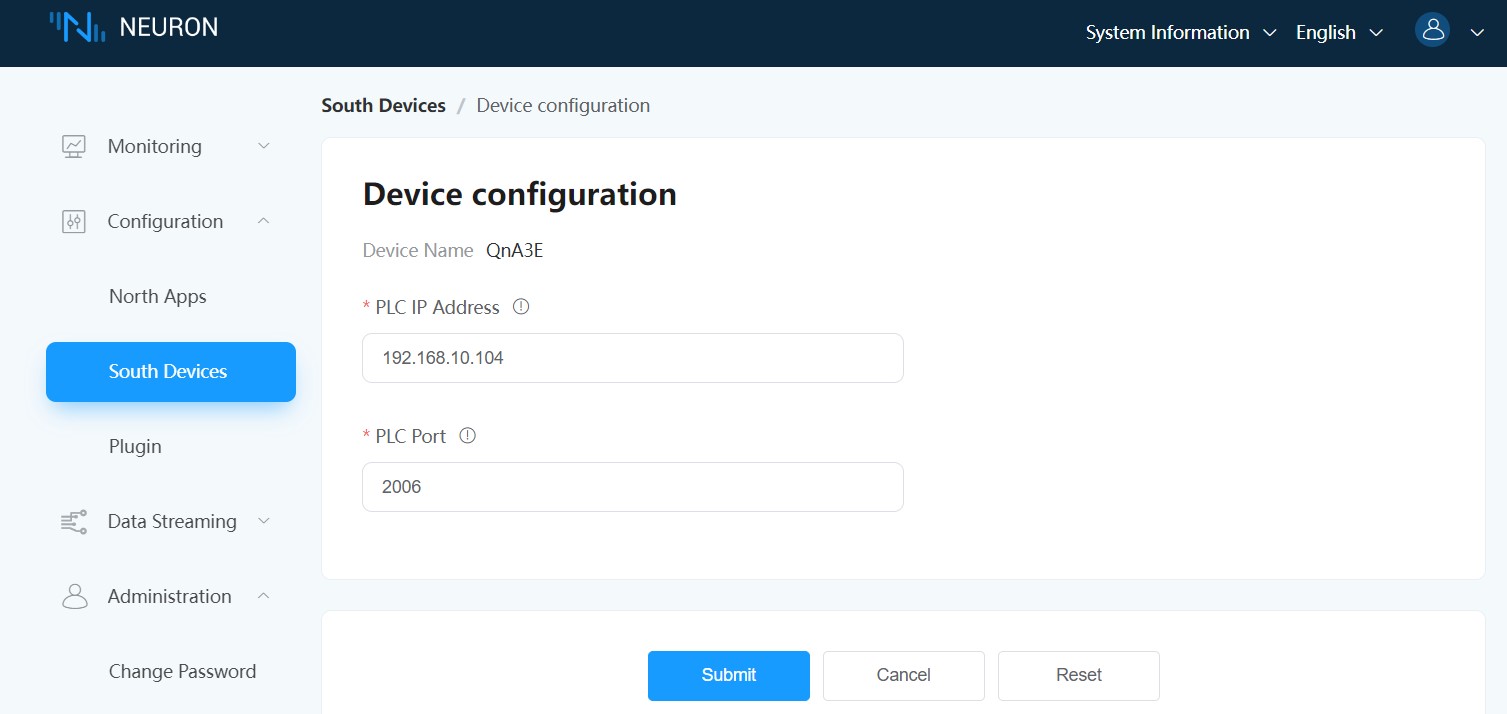 NEURON
System Information
English
South Devices / Device configuration
Monitoring
Configuration
North Apps
South Devices
Plugin
Data Streaming
Administration
Change Password
Device configuration
Device Name QnA3E
* PLC IP Address
192.168.10.104
* PLC Port
2006
Submit
Cancel
Reset